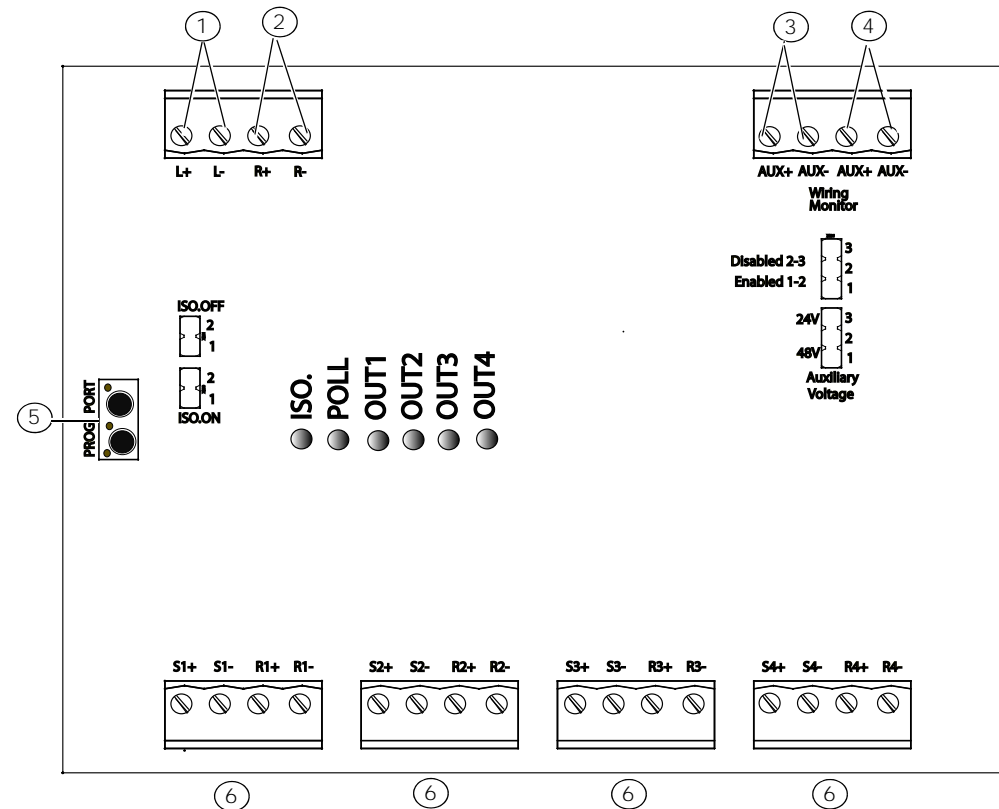 1 2 3 4
L+ L- R+ R-
AUX+ AUX- AUX+ AUX-
Wiring
Monitor
3
Disabled 2-3
2
Enabled 1-2
1
24V 3
2
48V 1
Auxiliary
Voltage
ISO.OFF
2
1
2
1
ISO.ON
5
PROG PORT
ISO.
POLL
OUT1
OUT2
OUT3
OUT4
S1+ S1- R1+ R1-
S2+ S2- R2+ R2-
S3+ S3- R3+ R3-
S4+ S4- R4+ R4-
6 6 6 6